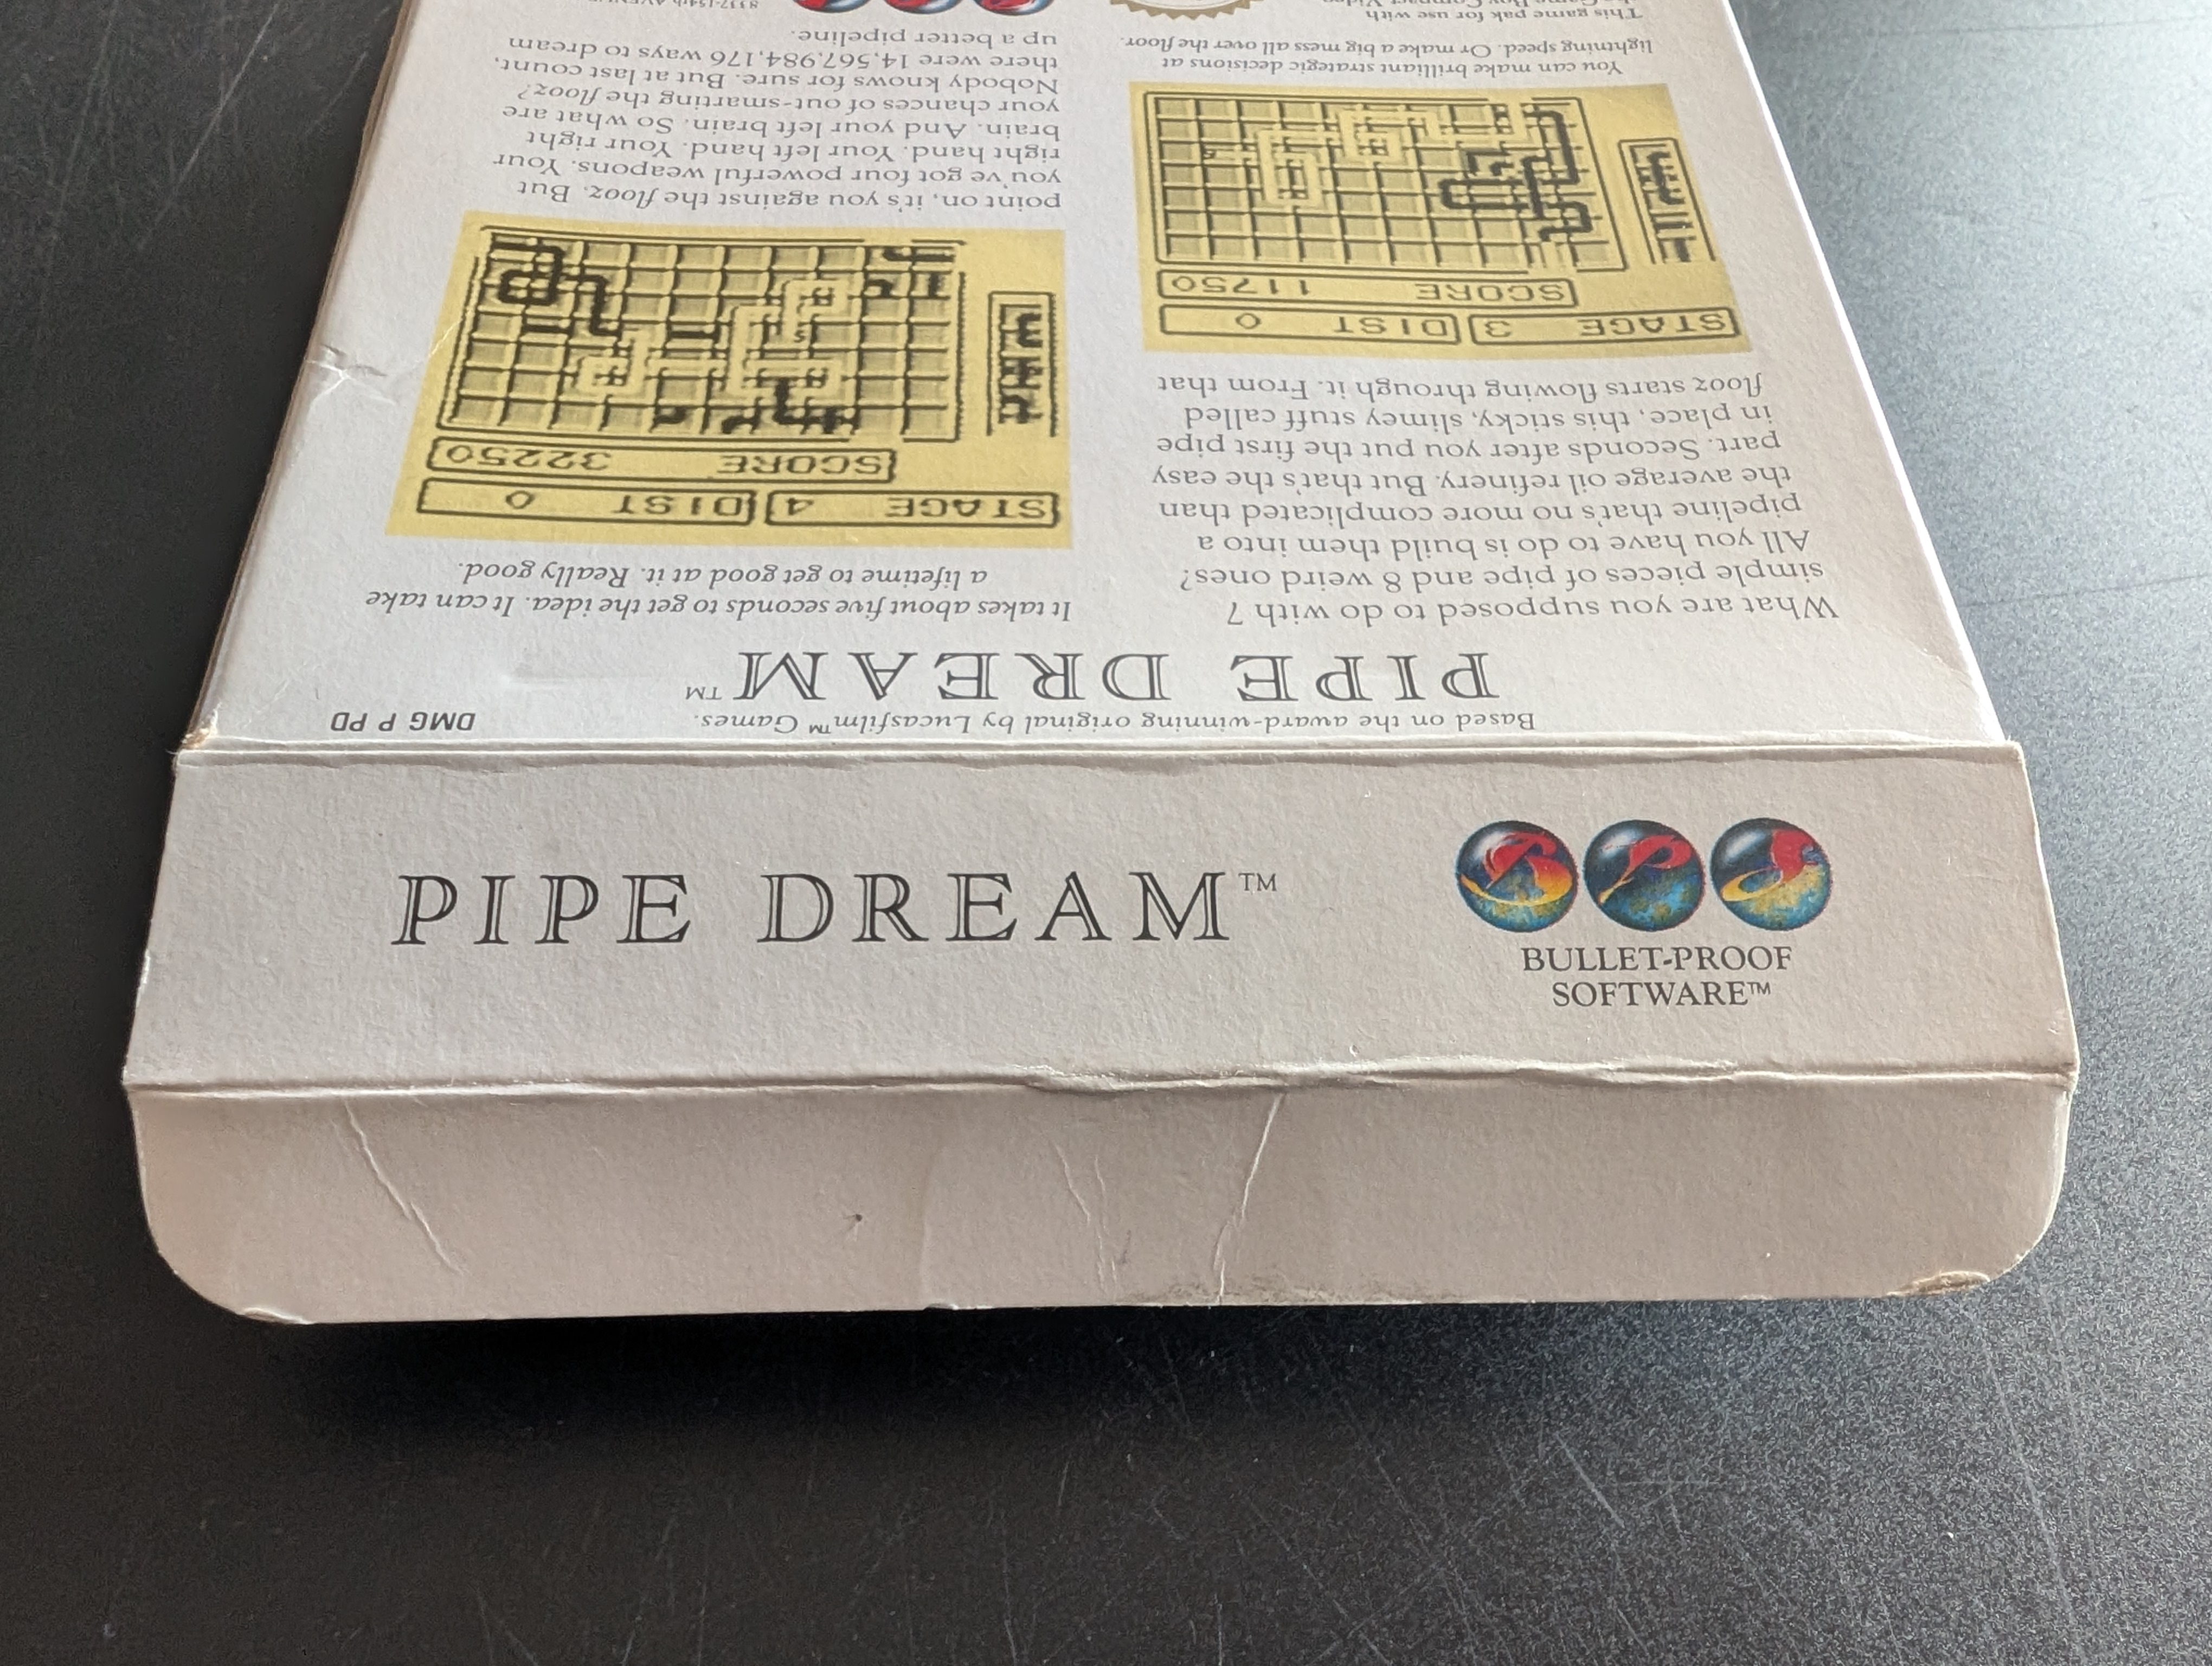 PIPE DREAM™
BPS
BULLET-PROOF
SOFTWARE™
DMG P PD
Based on the award-winning original by Lucasfilm™ Games.
PIPE DREAM™
What are you supposed to do with 7
simple pieces of pipe and 8 weird ones?
All you have to do is build them into a
pipeline that's no more complicated than
the average oil refinery. But that's the easy
part. Seconds after you put the first pipe
in place, this sticky, slimey stuff called
flooz starts flowing through it. From that
STAGE 3 DIST 0
SCORE 11750
You can make brilliant strategic decisions at
lightning speed. Or make a big mess all over the floor.
This game pak for use with
It takes about five seconds to get the idea. It can take
a lifetime to get good at it. Really good.
STAGE 4 DIST 0
SCORE 32250
point on, it's you against the flooz. But
you've got four powerful weapons. Your
right hand. Your left hand. Your right
brain. And your left brain. So what are
your chances of out-smarting the flooz?
Nobody knows for sure. But at last count,
there were 14,567,984,176 ways to dream
up a better pipeline.